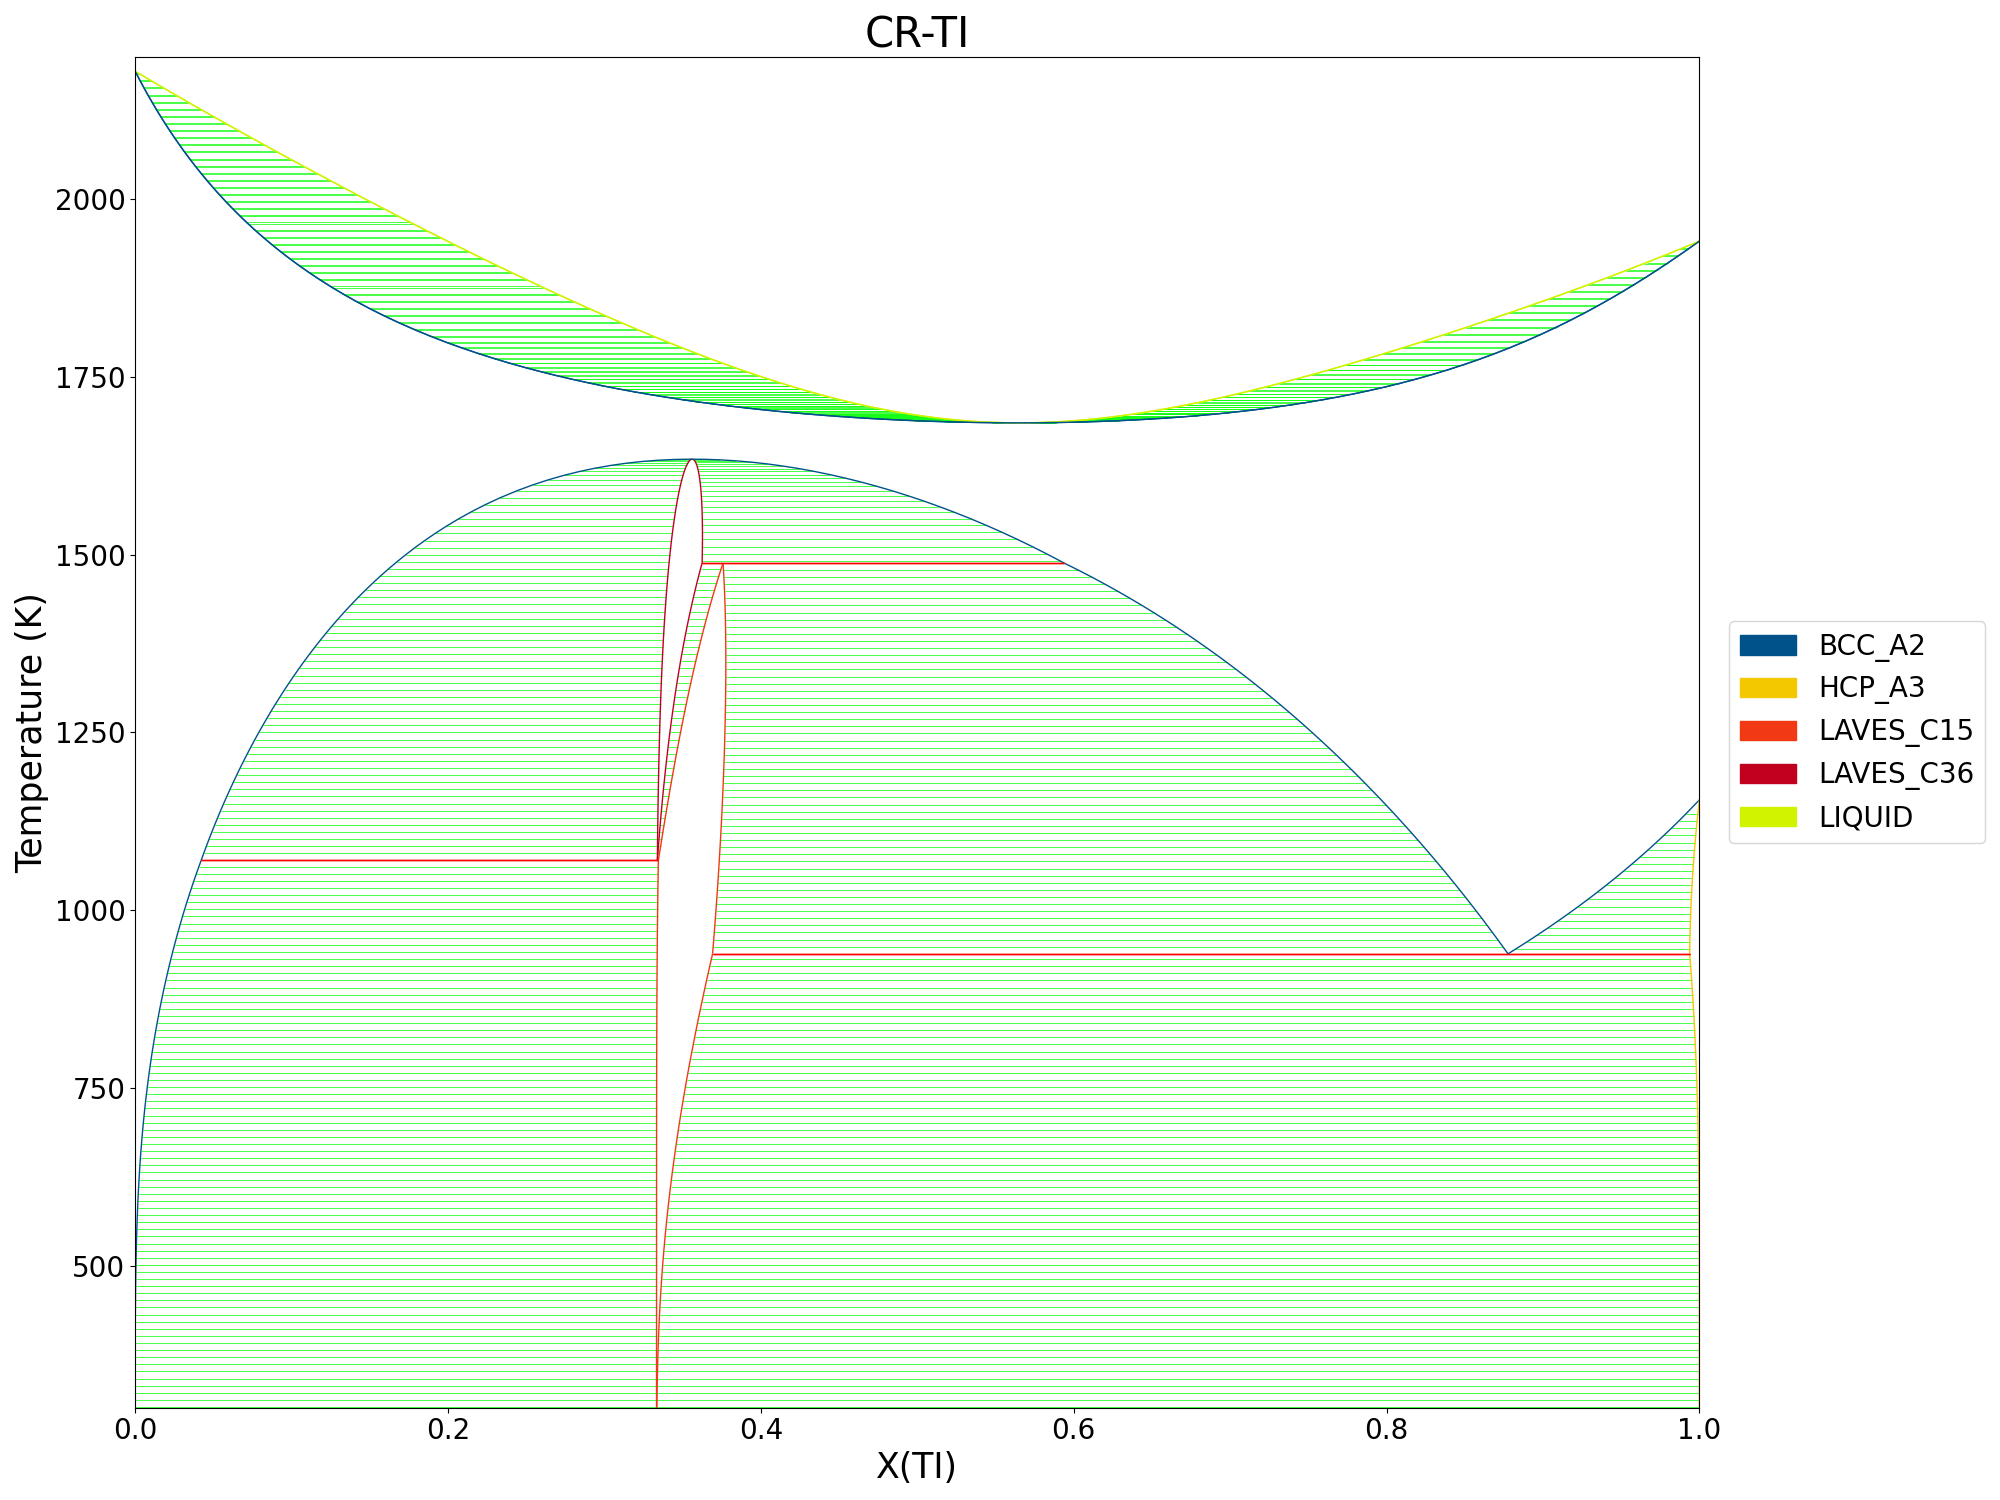 CR-TI
Temperature (K)
2000
1750
1500
1250
1000
750
500
0.0
0.2
0.4
0.6
0.8
1.0
X(TI)
BCC_A2
HCP_A3
LAVES_C15
LAVES_C36
LIQUID